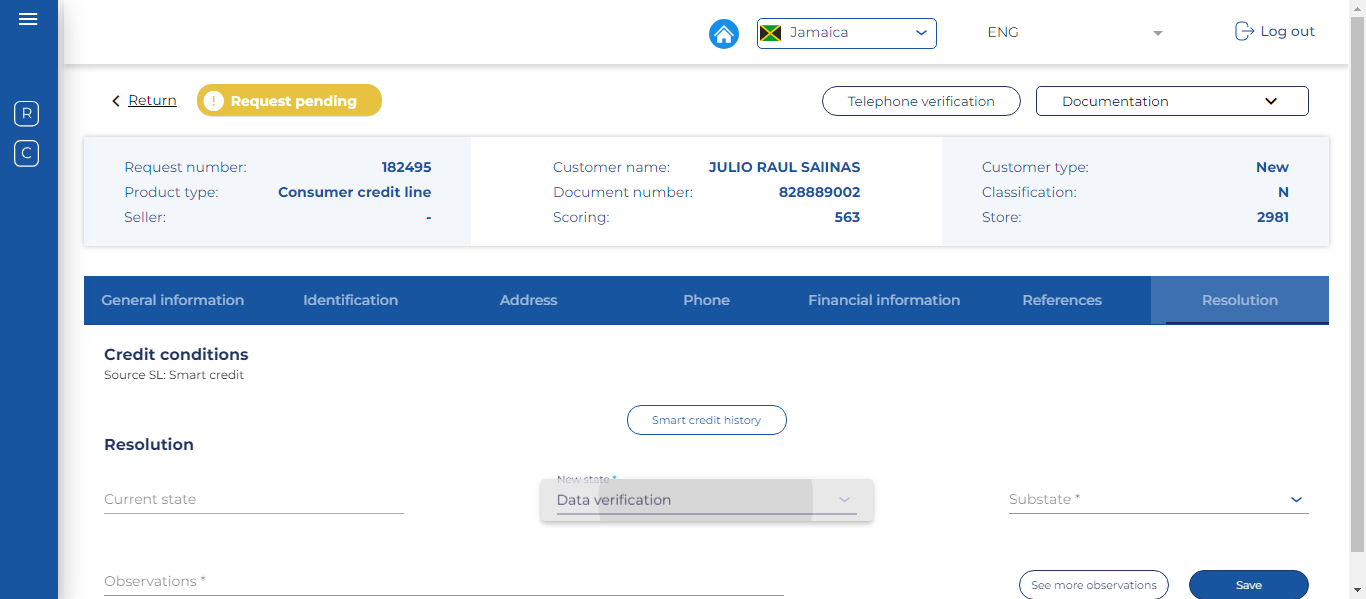 Jamaica
ENG
Log out
R
C
Return
! Request pending
Telephone verification
Documentation
Request number: 182495
Product type: Consumer credit line
Seller: -
Customer name: JULIO RAUL SAlINAS
Document number: 828889002
Scoring: 563
Customer type: New
Classification: N
Store: 2981
General information Identification Address Phone Financial information References Resolution
Credit conditions
Source SL: Smart credit
Smart credit history
Resolution
Current state
New state *
Data verification
Substate *
Observations *
See more observations
Save